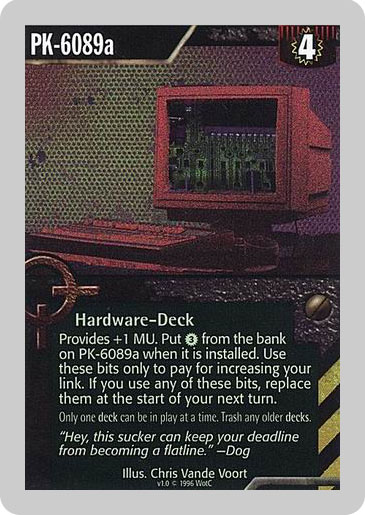 PK-6089a
4
Hardware–Deck
Provides +1 MU. Put 3 from the bank
on PK-6089a when it is installed. Use
these bits only to pay for increasing your
link. If you use any of these bits, replace
them at the start of your next turn.
Only one deck can be in play at a time. Trash any older decks.
"Hey, this sucker can keep your deadline
from becoming a flatline." —Dog
Illus. Chris Vande Voort
v1.0 © 1996 WotC